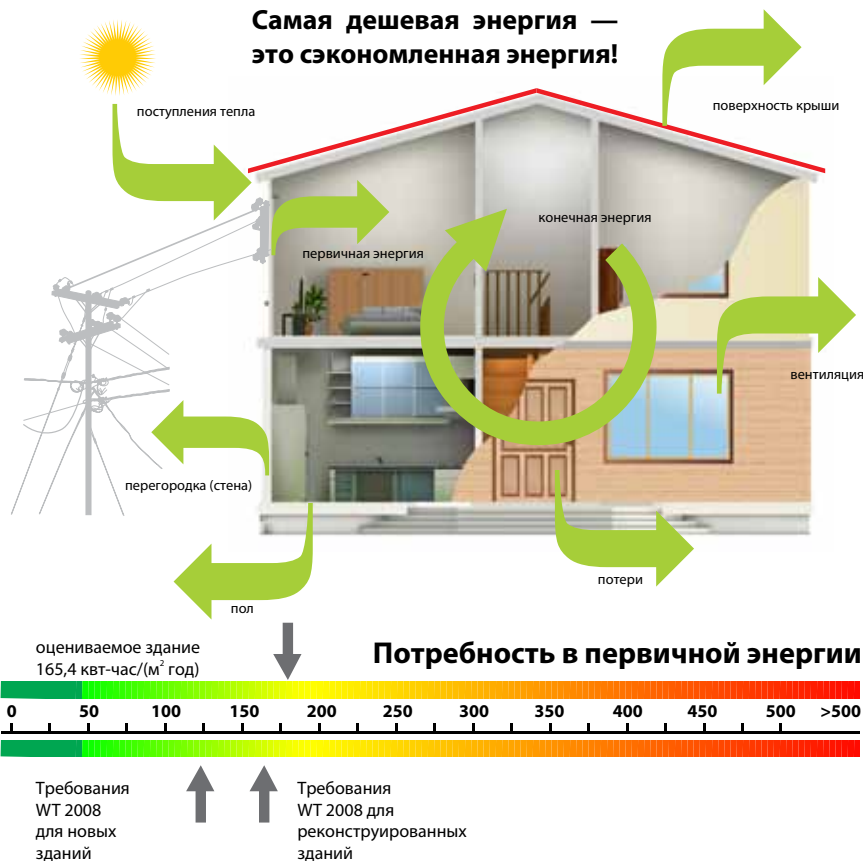 Самая дешевая энергия —
это сэкономленная энергия!
поступления тепла
поверхность крыши
конечная энергия
первичная энергия
вентиляция
перегородка (стена)
потери
пол
оцениваемое здание
165,4 квт-час/(м² год)
Потребность в первичной энергии
0 50 100 150 200 250 300 350 400 450 500 >500
Требования
WT 2008
для новых
зданий
Требования
WT 2008 для
реконструированных
зданий